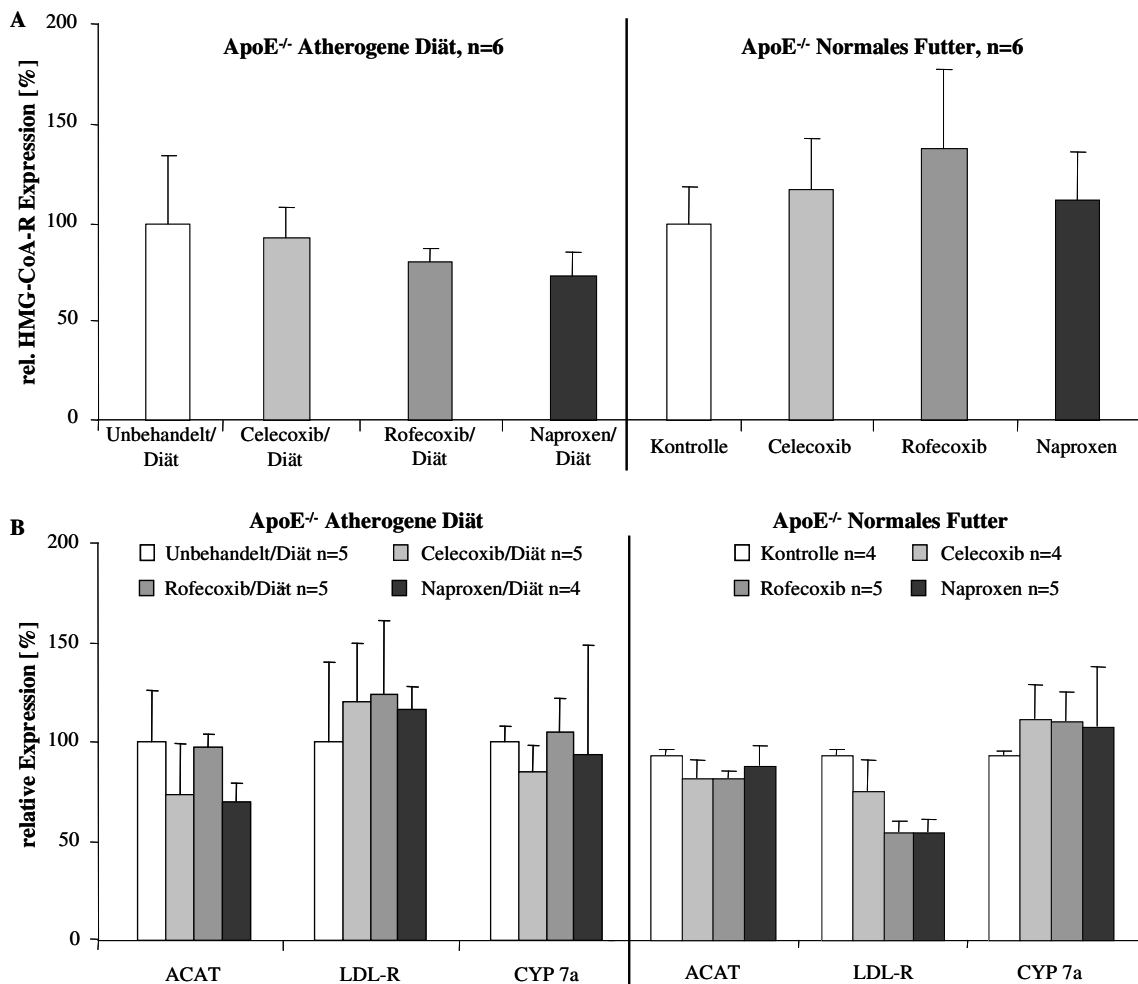 A
ApoE-/- Atherogene Diät, n=6
ApoE-/- Normales Futter, n=6
rel. HMG-CoA-R Expression [%]
200
150
100
50
0
Unbehandelt/
Diät
Celecoxib/
Diät
Rofecoxib/
Diät
Naproxen/
Diät
Kontrolle
Celecoxib
Rofecoxib
Naproxen
B
ApoE-/- Atherogene Diät
ApoE-/- Normales Futter
Unbehandelt/Diät n=5
Celecoxib/Diät n=5
Rofecoxib/Diät n=5
Naproxen/Diät n=4
Kontrolle n=4
Celecoxib n=4
Rofecoxib n=5
Naproxen n=5
relative Expression [%]
200
150
100
50
0
ACAT
LDL-R
CYP 7a
ACAT
LDL-R
CYP 7a